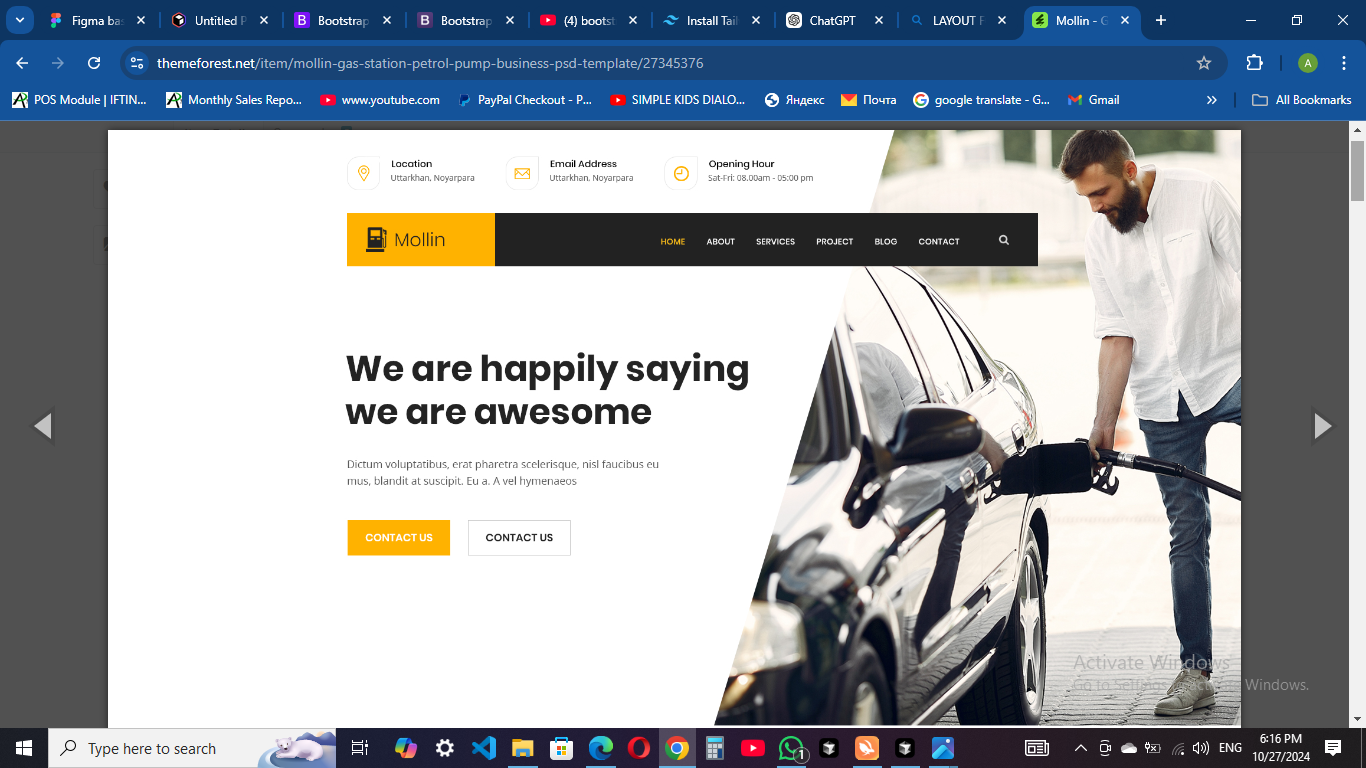 Figma bas
Untitled P
Bootstrap
Bootstrap
(4) bootst
Install Tail
ChatGPT
LAYOUT F
Mollin - G
themeforest.net/item/mollin-gas-station-petrol-pump-business-psd-template/27345376
A
POS Module | IFTIN...
Monthly Sales Repo...
www.youtube.com
PayPal Checkout - P...
SIMPLE KIDS DIALO...
Яндекс
Почта
google translate - G...
Gmail
All Bookmarks
Location
Uttarkhan, Noyarpara
Email Address
Uttarkhan, Noyarpara
Opening Hour
Sat-Fri: 08.00am - 05:00 pm
Mollin
HOME ABOUT SERVICES PROJECT BLOG CONTACT
We are happily saying
we are awesome
Dictum voluptatibus, erat pharetra scelerisque, nisl faucibus eu
mus, blandit at suscipit. Eu a. A vel hymenaeos
CONTACT US
CONTACT US
Activate Windows
Go to Settings to activate Windows.
Type here to search
1
ENG
6:16 PM
10/27/2024